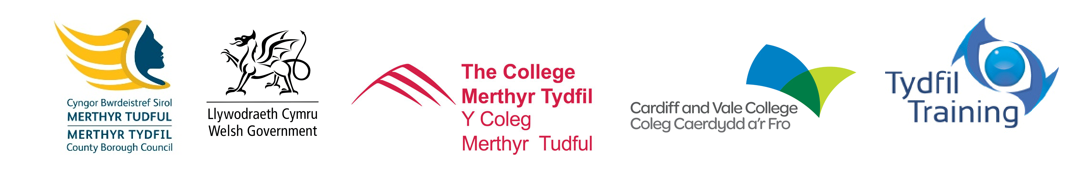 Cyngor Bwrdeistref Sirol
MERTHYR TUDFUL
MERTHYR TYDFIL
County Borough Council
Llywodraeth Cymru
Welsh Government
The College
Merthyr Tydfil
Y Coleg
Merthyr Tudful
Cardiff and Vale College
Coleg Caerdydd a'r Fro
Tydfil
Training